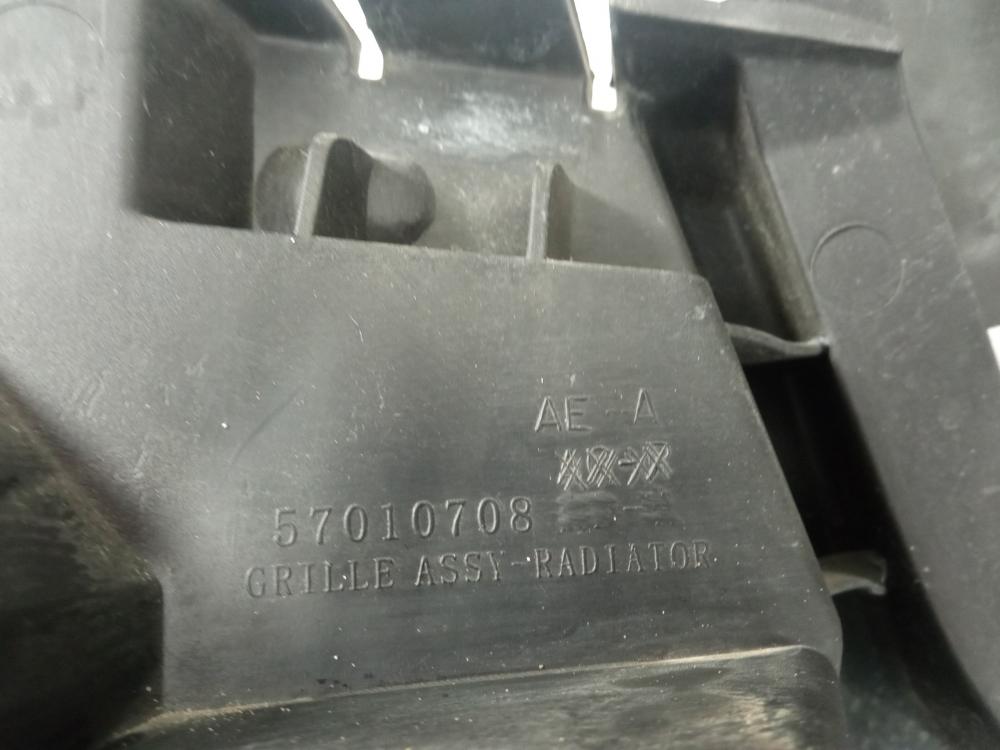 AE A
57010708
GRILLE ASSY-RADIATOR